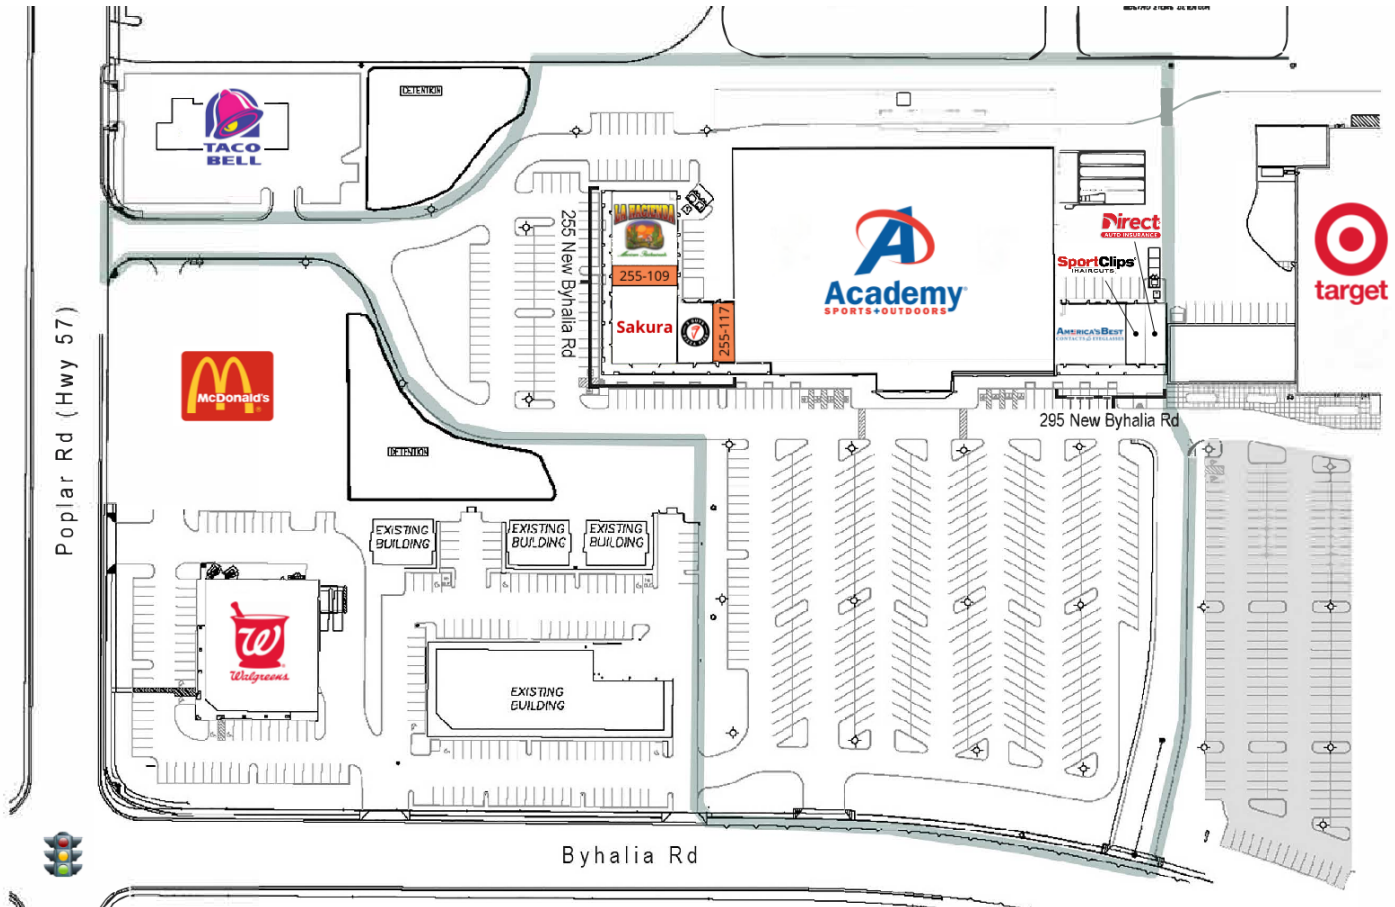 DETENTION
TACO
BELL
LA HACIENDA
255-109
Sakura
255-117
255 New Byhalia Rd
Academy
SPORTS+OUTDOORS
Direct
AUTO INSURANCE
SportClips
HAIRCUTS
AMERICA'S BEST
CONTACTS & EYEGLASSES
target
295 New Byhalia Rd
McDonald's
Poplar Rd (Hwy 57)
DETENTION
EXISTING
BUILDING
EXISTING
BUILDING
EXISTING
BUILDING
W
Walgreens
EXISTING
BUILDING
Byhalia Rd